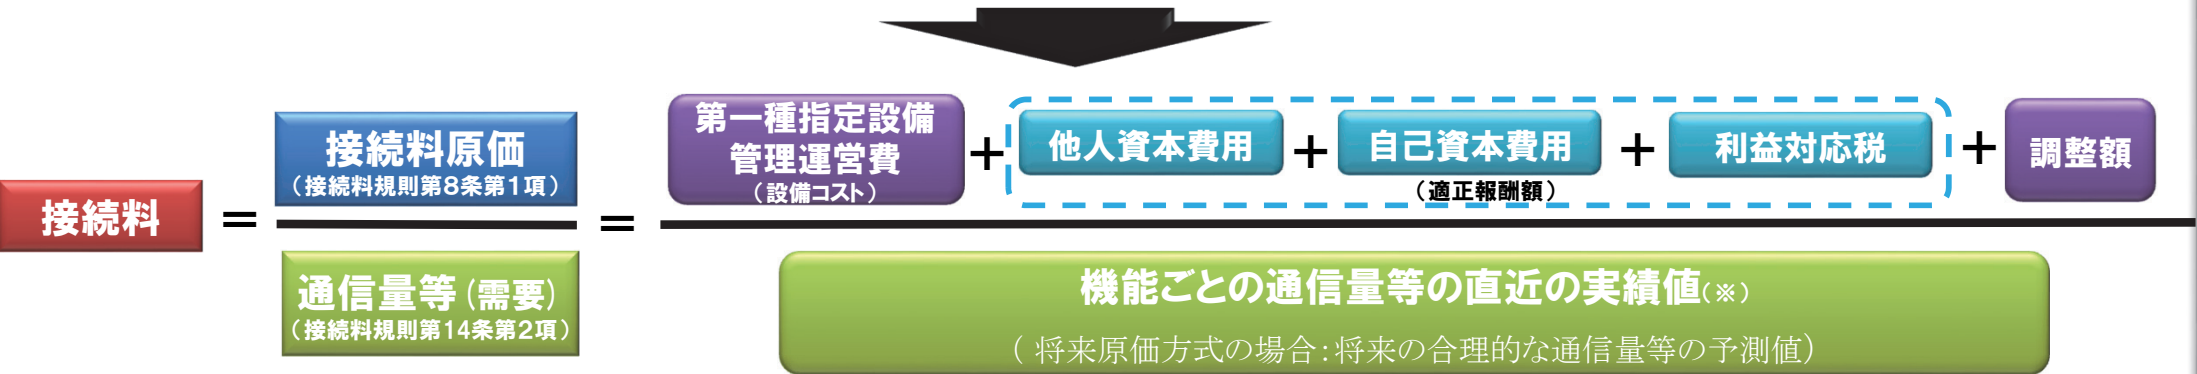 接続料
=
接続料原価
(接続料規則第8条第1項)
通信量等(需要)
(接続料規則第14条第2項)
=
第一種指定設備
管理運営費
(設備コスト)
+
他人資本費用
+
自己資本費用
(適正報酬額)
+
利益対応税
+
調整額
機能ごとの通信量等の直近の実績値(※)
(将来原価方式の場合:将来の合理的な通信量等の予測値)